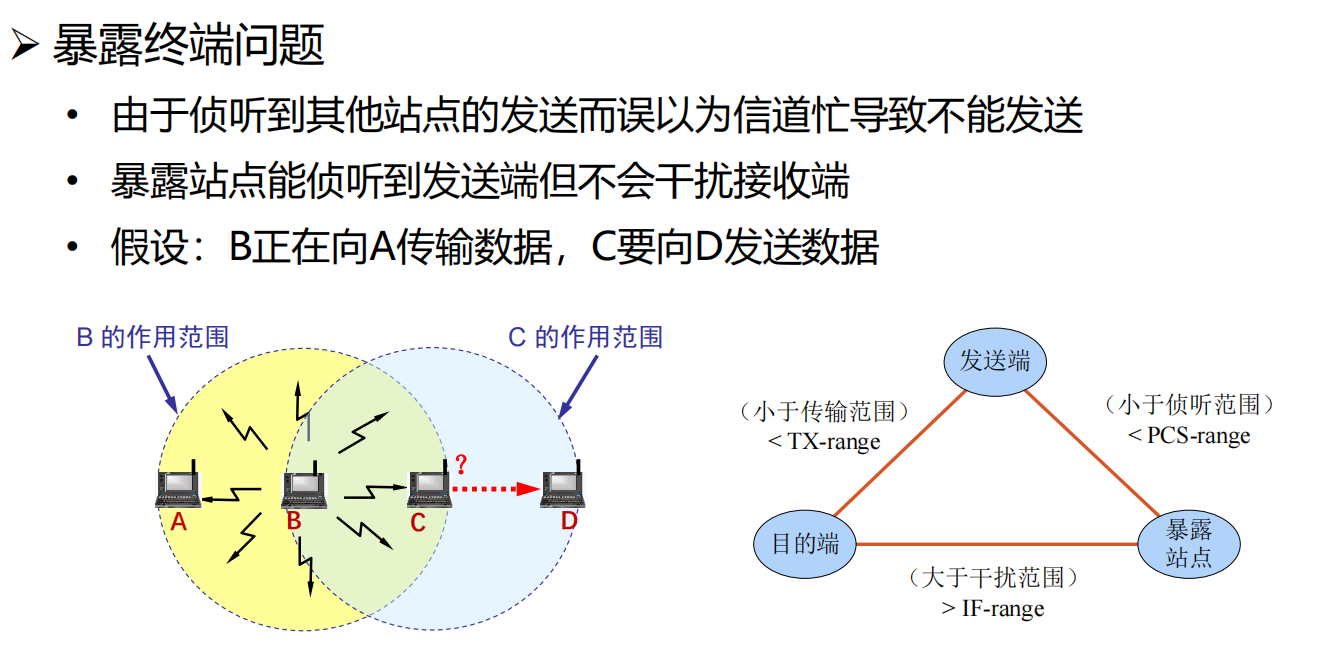 ➢ 暴露终端问题
• 由于侦听到其他站点的发送而误以为信道忙导致不能发送
• 暴露站点能侦听到发送端但不会干扰接收端
• 假设：B正在向A传输数据，C要向D发送数据
B 的作用范围
C 的作用范围
?
A
B
C
D
发送端
（小于传输范围）
< TX-range
（小于侦听范围）
< PCS-range
目的端
暴露
站点
（大于干扰范围）
> IF-range